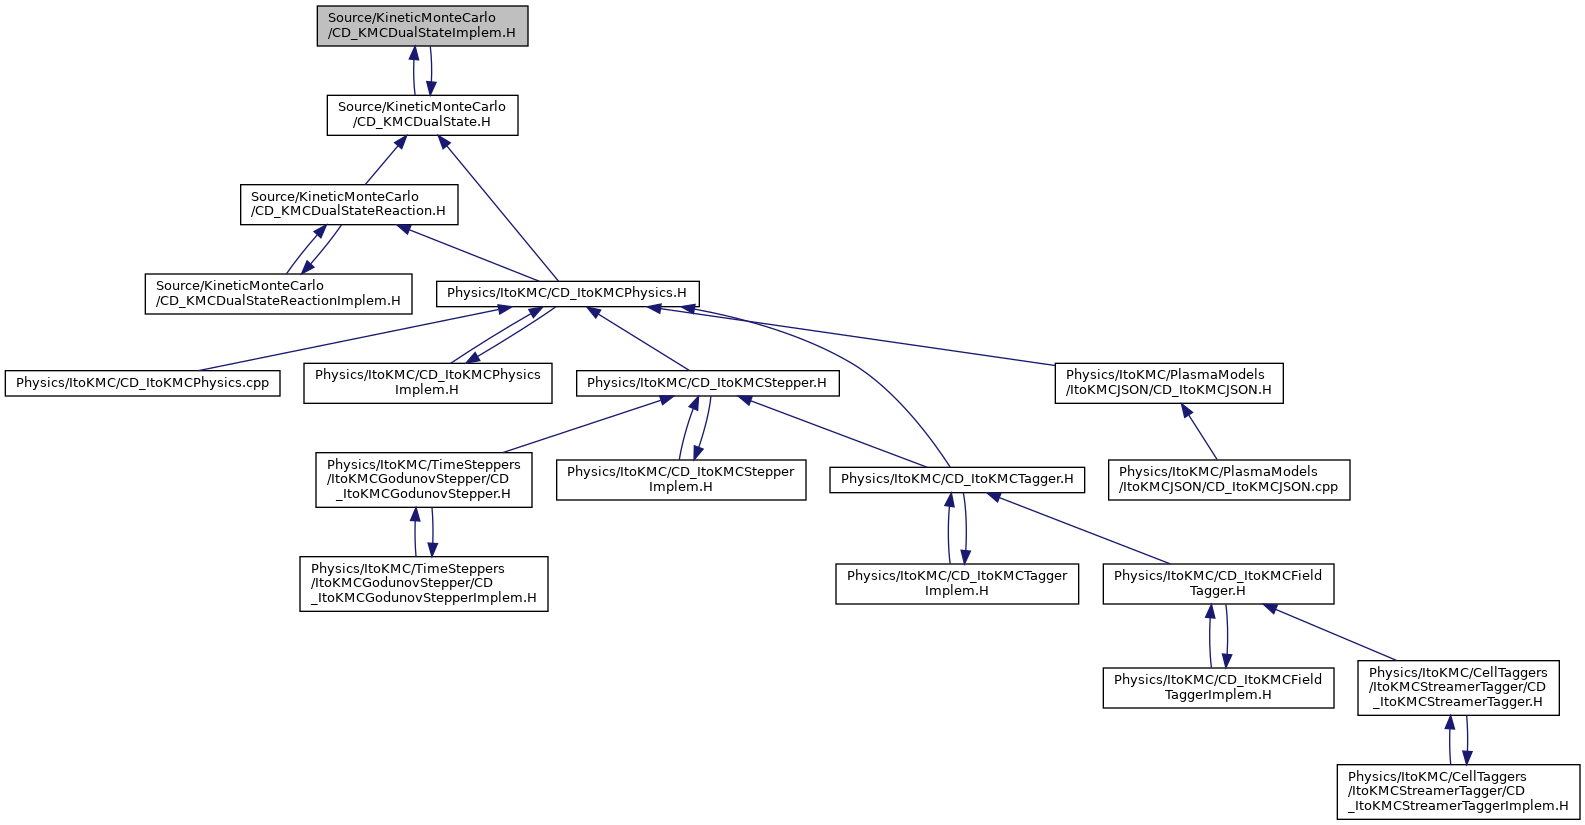 Source/KineticMonteCarlo
/CD_KMCDualStateImplem.H
Source/KineticMonteCarlo
/CD_KMCDualState.H
Source/KineticMonteCarlo
/CD_KMCDualStateReaction.H
Source/KineticMonteCarlo
/CD_KMCDualStateReactionImplem.H
Physics/ItoKMC/CD_ItoKMCPhysics.H
Physics/ItoKMC/CD_ItoKMCPhysics.cpp
Physics/ItoKMC/CD_ItoKMCPhysics
Implem.H
Physics/ItoKMC/CD_ItoKMCStepper.H
Physics/ItoKMC/PlasmaModels
/ItoKMCJSON/CD_ItoKMCJSON.H
Physics/ItoKMC/TimeSteppers
/ItoKMCGodunovStepper/CD
_ItoKMCGodunovStepper.H
Physics/ItoKMC/CD_ItoKMCStepper
Implem.H
Physics/ItoKMC/CD_ItoKMCTagger.H
Physics/ItoKMC/PlasmaModels
/ItoKMCJSON/CD_ItoKMCJSON.cpp
Physics/ItoKMC/TimeSteppers
/ItoKMCGodunovStepper/CD
_ItoKMCGodunovStepperImplem.H
Physics/ItoKMC/CD_ItoKMCTagger
Implem.H
Physics/ItoKMC/CD_ItoKMCField
Tagger.H
Physics/ItoKMC/CD_ItoKMCField
TaggerImplem.H
Physics/ItoKMC/CellTaggers
/ItoKMCStreamerTagger/CD
_ItoKMCStreamerTagger.H
Physics/ItoKMC/CellTaggers
/ItoKMCStreamerTagger/CD
_ItoKMCStreamerTaggerImplem.H